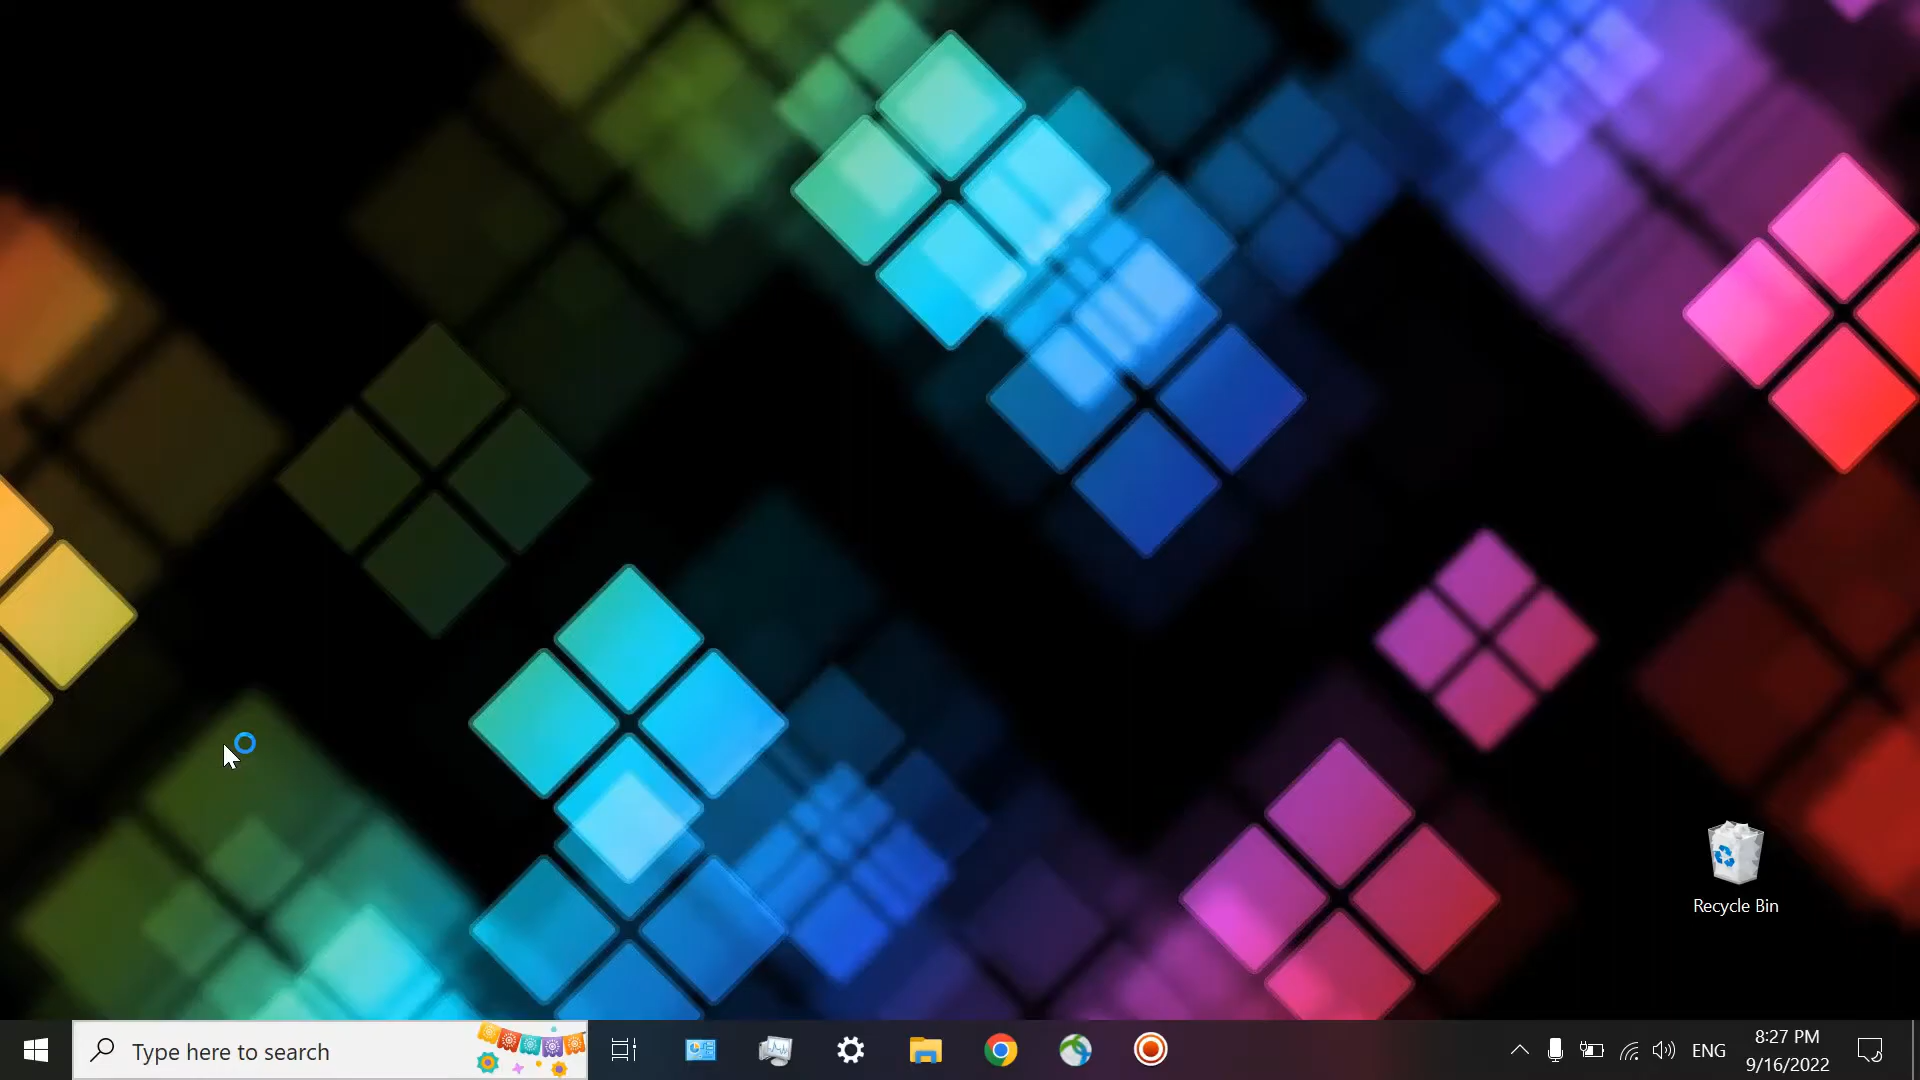 Recycle Bin
Type here to search
ENG
8:27 PM
9/16/2022